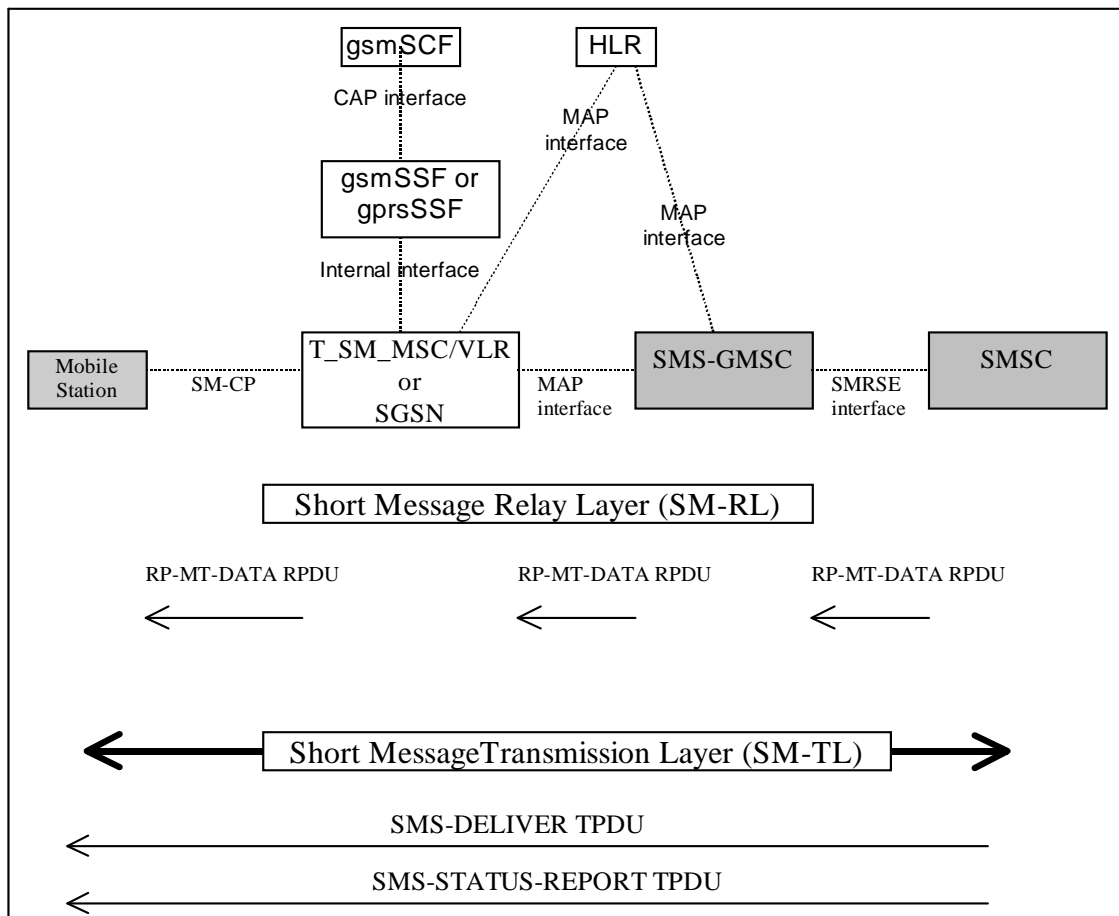 gsmSCF
HLR
CAP interface
MAP
interface
gsmSSF or
gprsSSF
MAP
interface
Internal interface
T_SM_MSC/VLR
or
SGSN
SMS-GMSC
SMSC
Mobile
Station
SM-CP
MAP
interface
SMRSE
interface
Short Message Relay Layer (SM-RL)
RP-MT-DATA RPDU
RP-MT-DATA RPDU
RP-MT-DATA RPDU
Short MessageTransmission Layer (SM-TL)
SMS-DELIVER TPDU
SMS-STATUS-REPORT TPDU